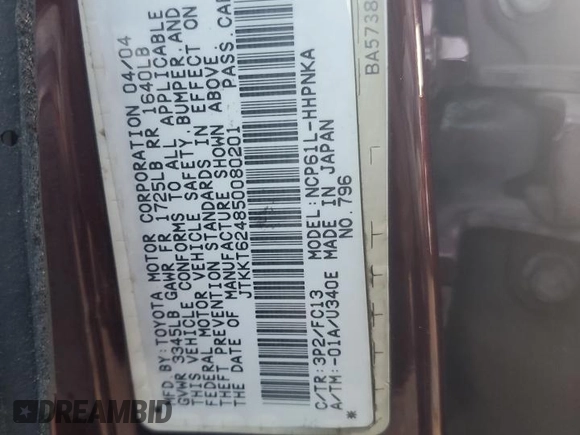 MFD BY: TOYOTA MOTOR CORPORATION 04/04
GVWR 3345LB GAWR FR 1725LB RR 1640LB
THIS VEHICLE CONFORMS TO ALL APPLICABLE
FEDERAL MOTOR VEHICLE SAFETY, BUMPER, AND
THEFT PREVENTION STANDARDS IN EFFECT ON
THE DATE OF MANUFACTURE SHOWN ABOVE.
JTKKT624850080201 PASS.CAR
C/TR: 3P2/FC13 MODEL: NCP61L-HHPNKA
A/TM: -01A/U340E MADE IN JAPAN
* NO. 796
BA5738
DREAMBID